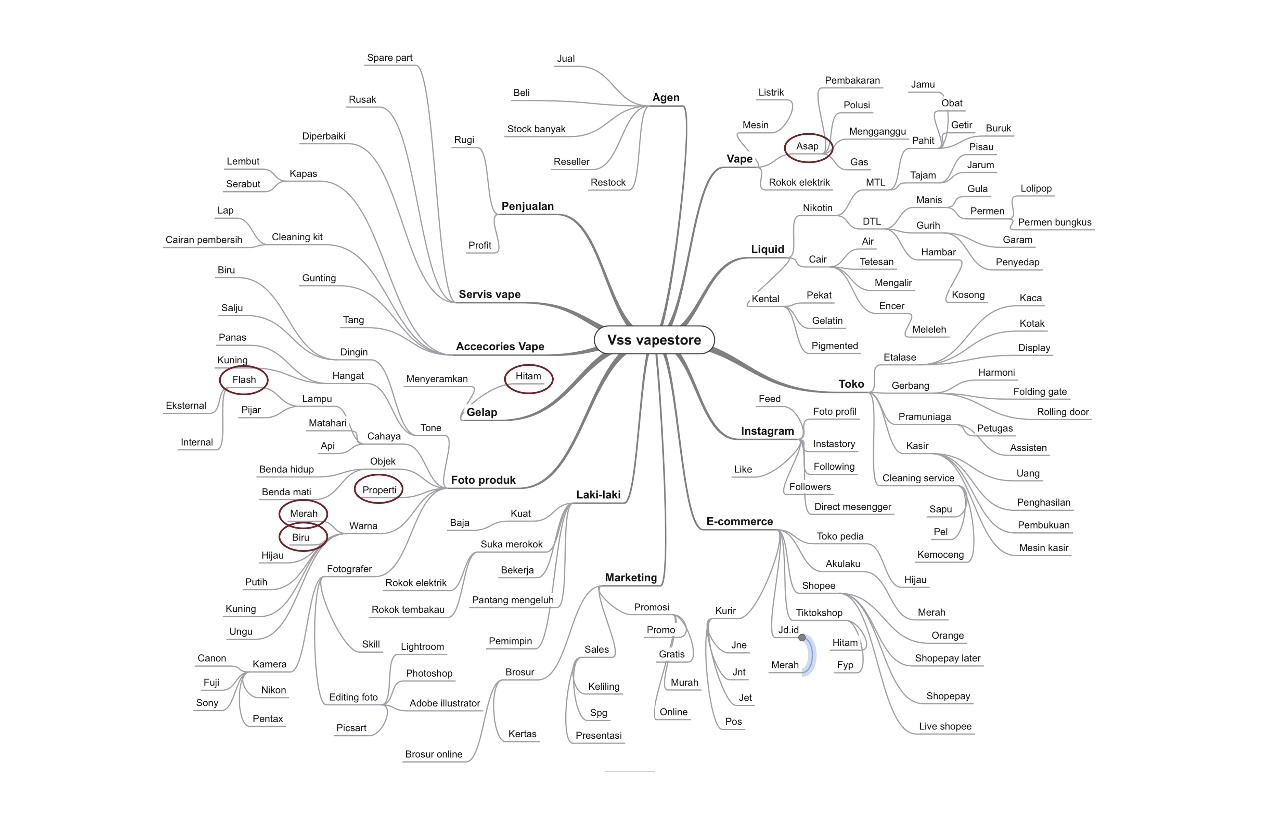 Vss vapestore
Agen
Jual
Beli
Stock banyak
Reseller
Restock
Penjualan
Rugi
Profit
Servis vape
Spare part
Rusak
Diperbaiki
Accecories Vape
Kapas
Lembut
Serabut
Cleaning kit
Lap
Cairan pembersih
Gunting
Tang
Gelap
Menyeramkan
Hitam
Foto produk
Tone
Dingin
Biru
Salju
Hangat
Panas
Kuning
Cahaya
Lampu
Flash
Eksternal
Internal
Pijar
Matahari
Api
Objek
Benda hidup
Benda mati
Properti
Warna
Merah
Biru
Hijau
Putih
Kuning
Ungu
Fotografer
Kamera
Canon
Fuji
Sony
Nikon
Pentax
Skill
Editing foto
Lightroom
Photoshop
Adobe illustrator
Picsart
Laki-laki
Kuat
Baja
Suka merokok
Rokok elektrik
Rokok tembakau
Bekerja
Pantang mengeluh
Pemimpin
Marketing
Brosur
Brosur online
Kertas
Sales
Keliling
Spg
Presentasi
Promosi
Promo
Gratis
Murah
Online
Vape
Mesin
Listrik
Asap
Pembakaran
Polusi
Mengganggu
Gas
Rokok elektrik
Liquid
Nikotin
MTL
Pahit
Jamu
Obat
Getir
Buruk
Tajam
Pisau
Jarum
DTL
Manis
Gula
Permen
Lolipop
Permen bungkus
Gurih
Garam
Penyedap
Hambar
Kosong
Cair
Air
Tetesan
Mengalir
Encer
Meleleh
Kental
Pekat
Gelatin
Pigmented
Toko
Etalase
Kaca
Kotak
Display
Gerbang
Harmoni
Folding gate
Rolling door
Pramuniaga
Petugas
Assisten
Kasir
Uang
Penghasilan
Pembukuan
Mesin kasir
Cleaning service
Sapu
Pel
Kemoceng
Instagram
Feed
Foto profil
Instastory
Following
Followers
Direct mesengger
Like
E-commerce
Toko pedia
Hijau
Akulaku
Merah
Shopee
Orange
Shopepay later
Shopepay
Live shopee
Tiktokshop
Hitam
Fyp
Jd.id
Merah
Kurir
Jne
Jnt
Jet
Pos